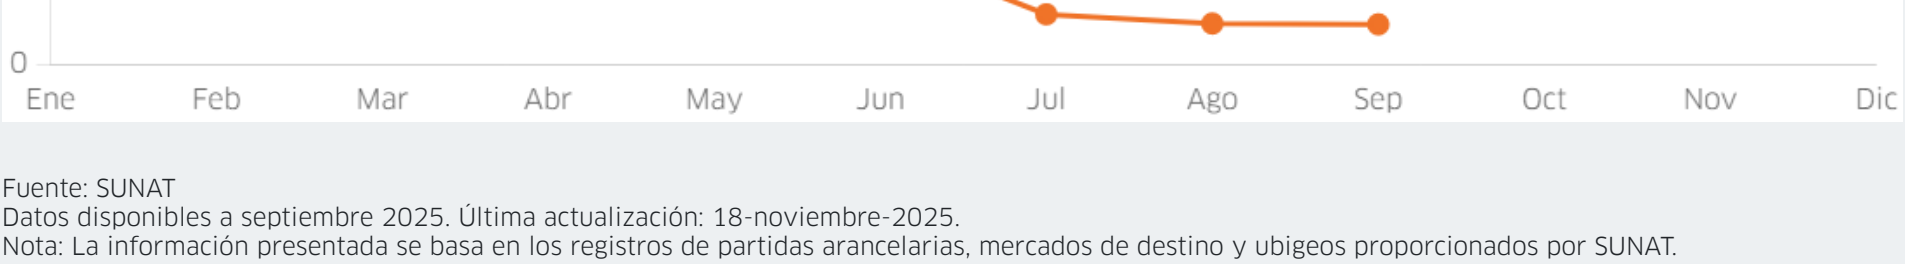 0
Ene Feb Mar Abr May Jun Jul Ago Sep Oct Nov Dic
Fuente: SUNAT
Datos disponibles a septiembre 2025. Última actualización: 18-noviembre-2025.
Nota: La información presentada se basa en los registros de partidas arancelarias, mercados de destino y ubigeos proporcionados por SUNAT.